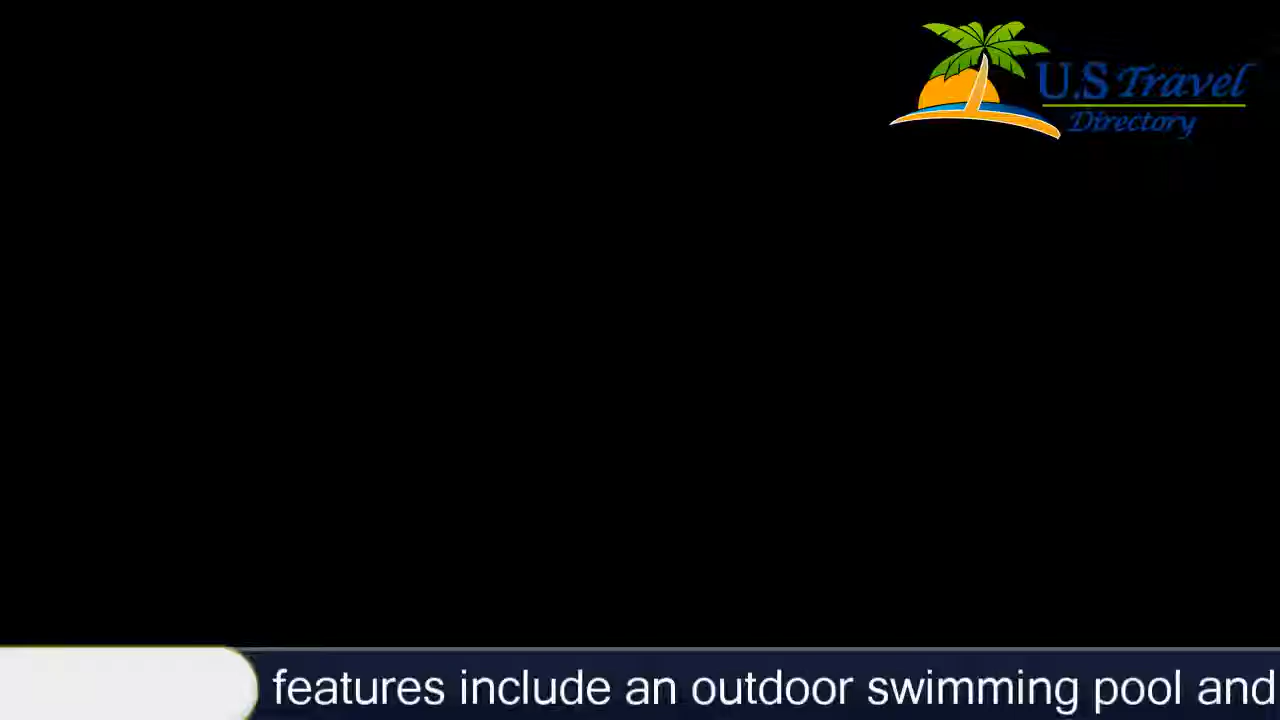 U.S Travel
Directory
features include an outdoor swimming pool and